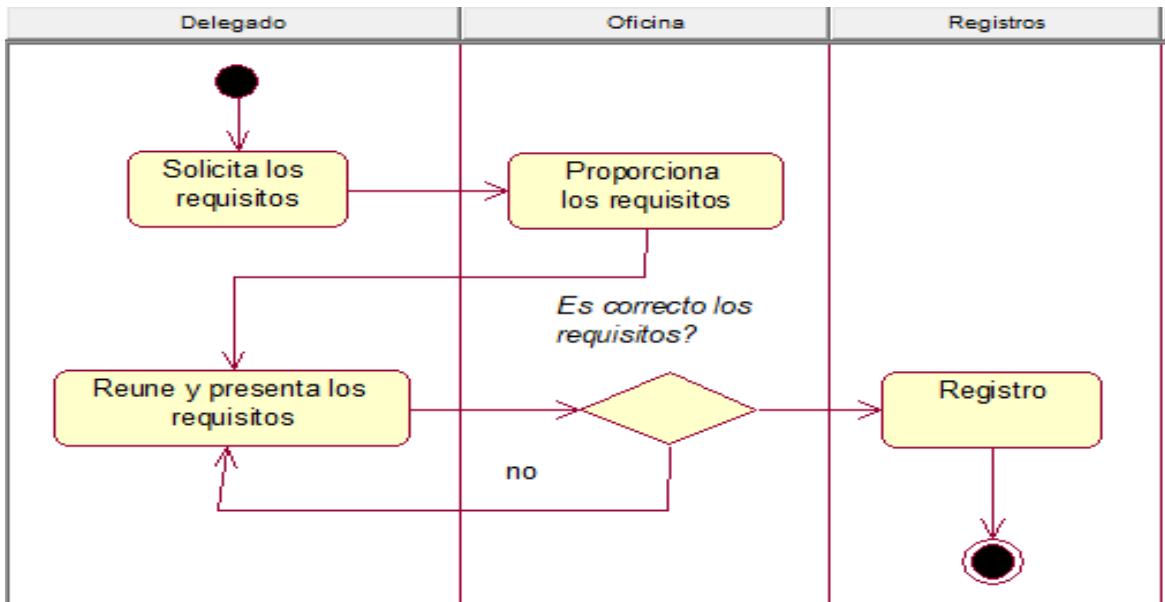 Delegado
Oficina
Registros
Solicita los
requisitos
Proporciona
los requisitos
Es correcto los
requisitos?
Reune y presenta los
requisitos
Registro
no